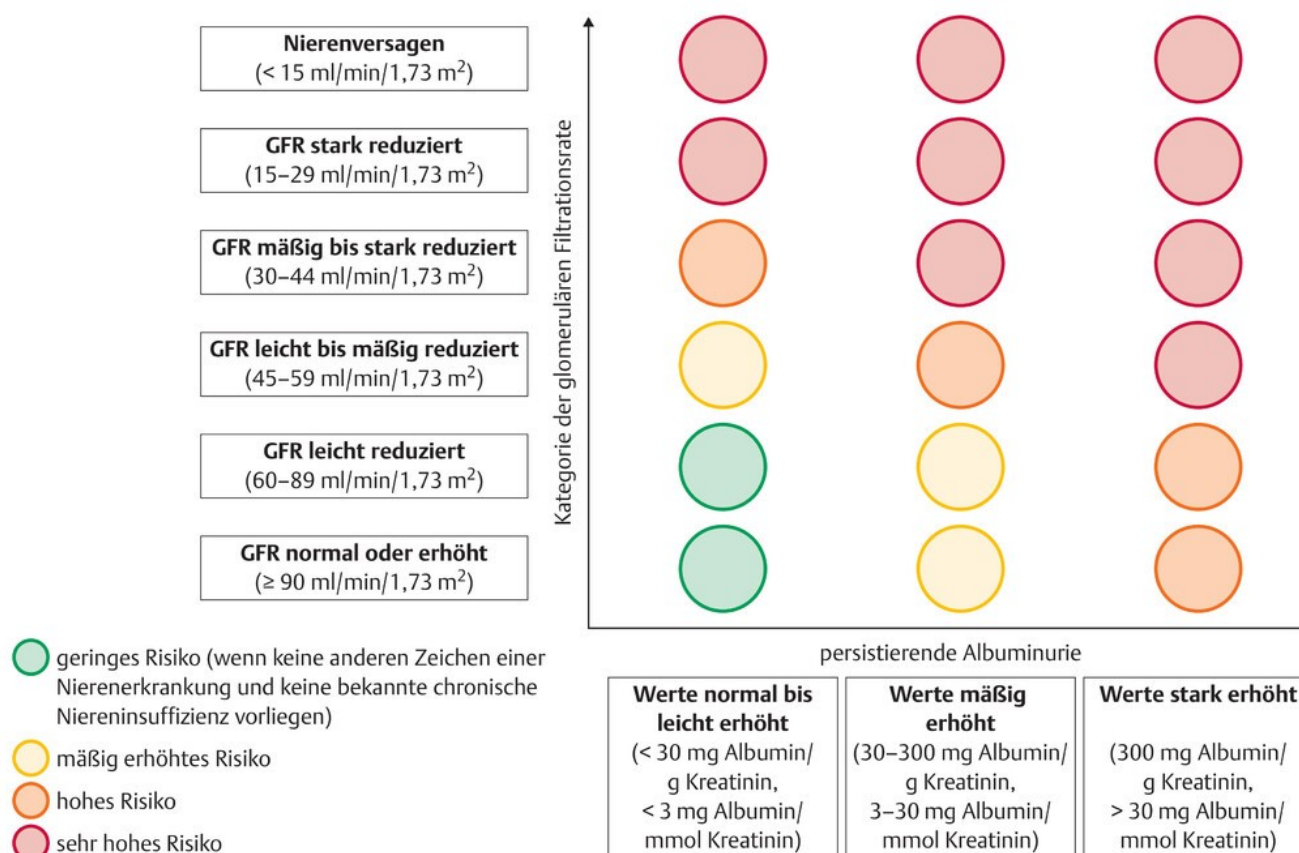 Nierenversagen
(< 15 ml/min/1,73 m²)
GFR stark reduziert
(15–29 ml/min/1,73 m²)
GFR mäßig bis stark reduziert
(30–44 ml/min/1,73 m²)
GFR leicht bis mäßig reduziert
(45–59 ml/min/1,73 m²)
GFR leicht reduziert
(60–89 ml/min/1,73 m²)
GFR normal oder erhöht
(≥ 90 ml/min/1,73 m²)
Kategorie der glomerulären Filtrationsrate
geringes Risiko (wenn keine anderen Zeichen einer
Nierenerkrankung und keine bekannte chronische
Niereninsuffizienz vorliegen)
mäßig erhöhtes Risiko
hohes Risiko
sehr hohes Risiko
persistierende Albuminurie
Werte normal bis
leicht erhöht
(< 30 mg Albumin/
g Kreatinin,
< 3 mg Albumin/
mmol Kreatinin)
Werte mäßig
erhöht
(30–300 mg Albumin/
g Kreatinin,
3–30 mg Albumin/
mmol Kreatinin)
Werte stark erhöht
(300 mg Albumin/
g Kreatinin,
> 30 mg Albumin/
mmol Kreatinin)